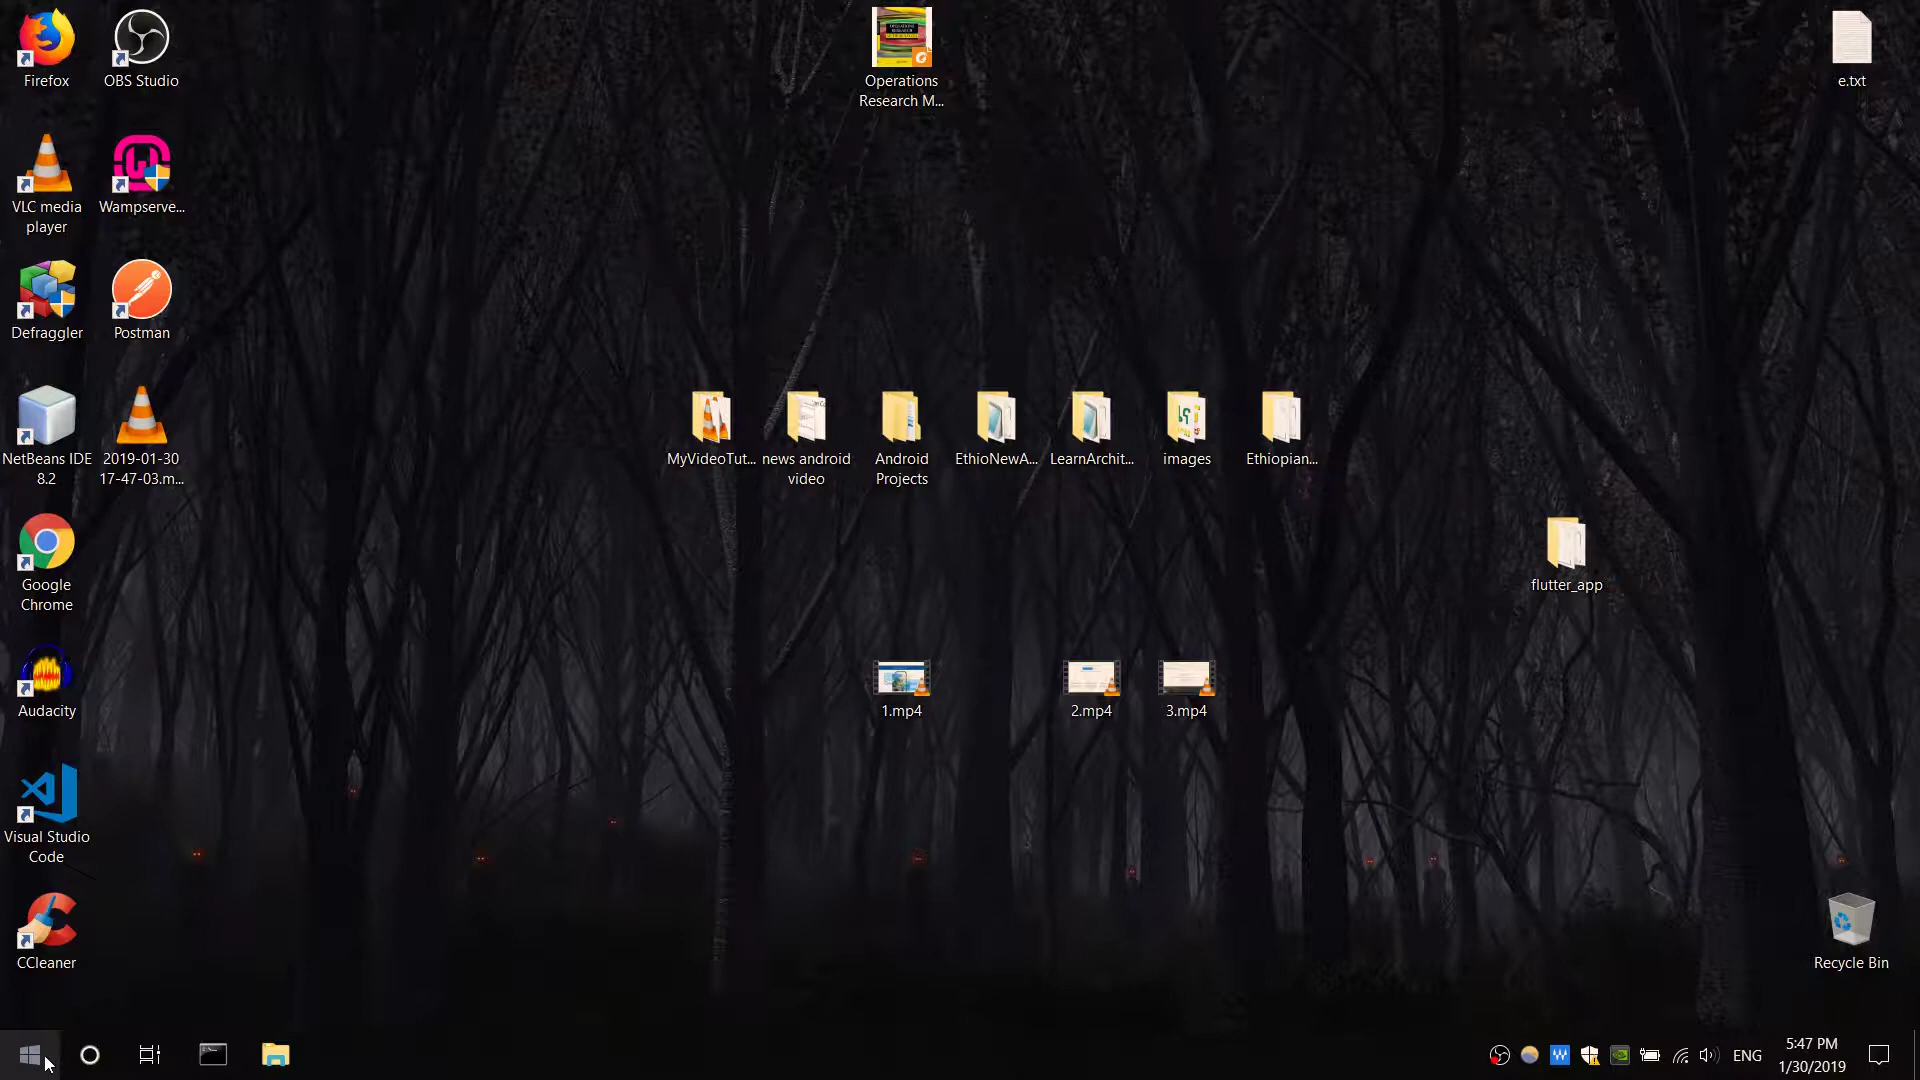 Firefox
OBS Studio
Operations
Research M...
e.txt
VLC media
player
Wampserve...
Defraggler
Postman
NetBeans IDE
8.2
2019-01-30
17-47-03.m...
MyVideoTut...
news android
video
Android
Projects
EthioNewA...
LearnArchit...
images
Ethiopian...
Google
Chrome
flutter_app
Audacity
1.mp4
2.mp4
3.mp4
Visual Studio
Code
CCleaner
Recycle Bin
ENG
5:47 PM
1/30/2019